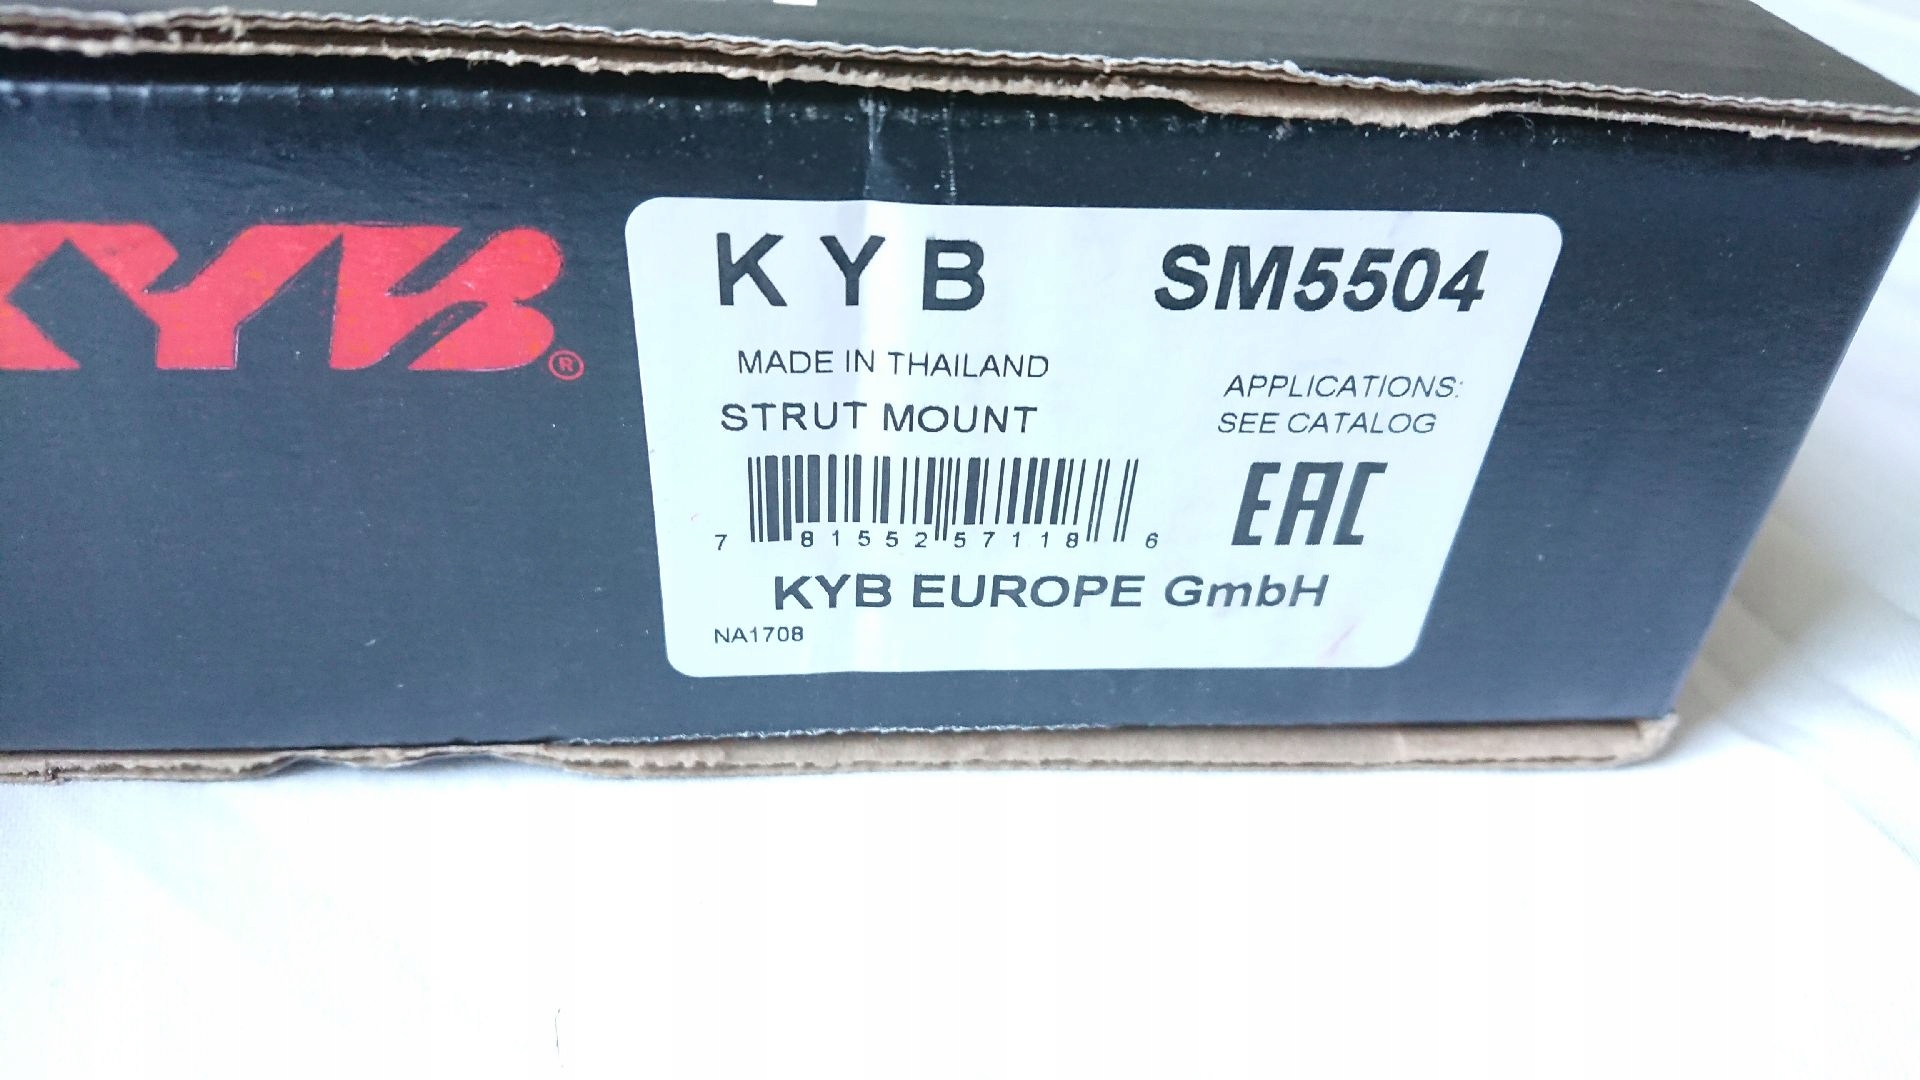 KYB®
K Y B SM5504
MADE IN THAILAND
STRUT MOUNT
APPLICATIONS:
SEE CATALOG
7 81552 57118 6
EAC
KYB EUROPE GmbH
NA1708